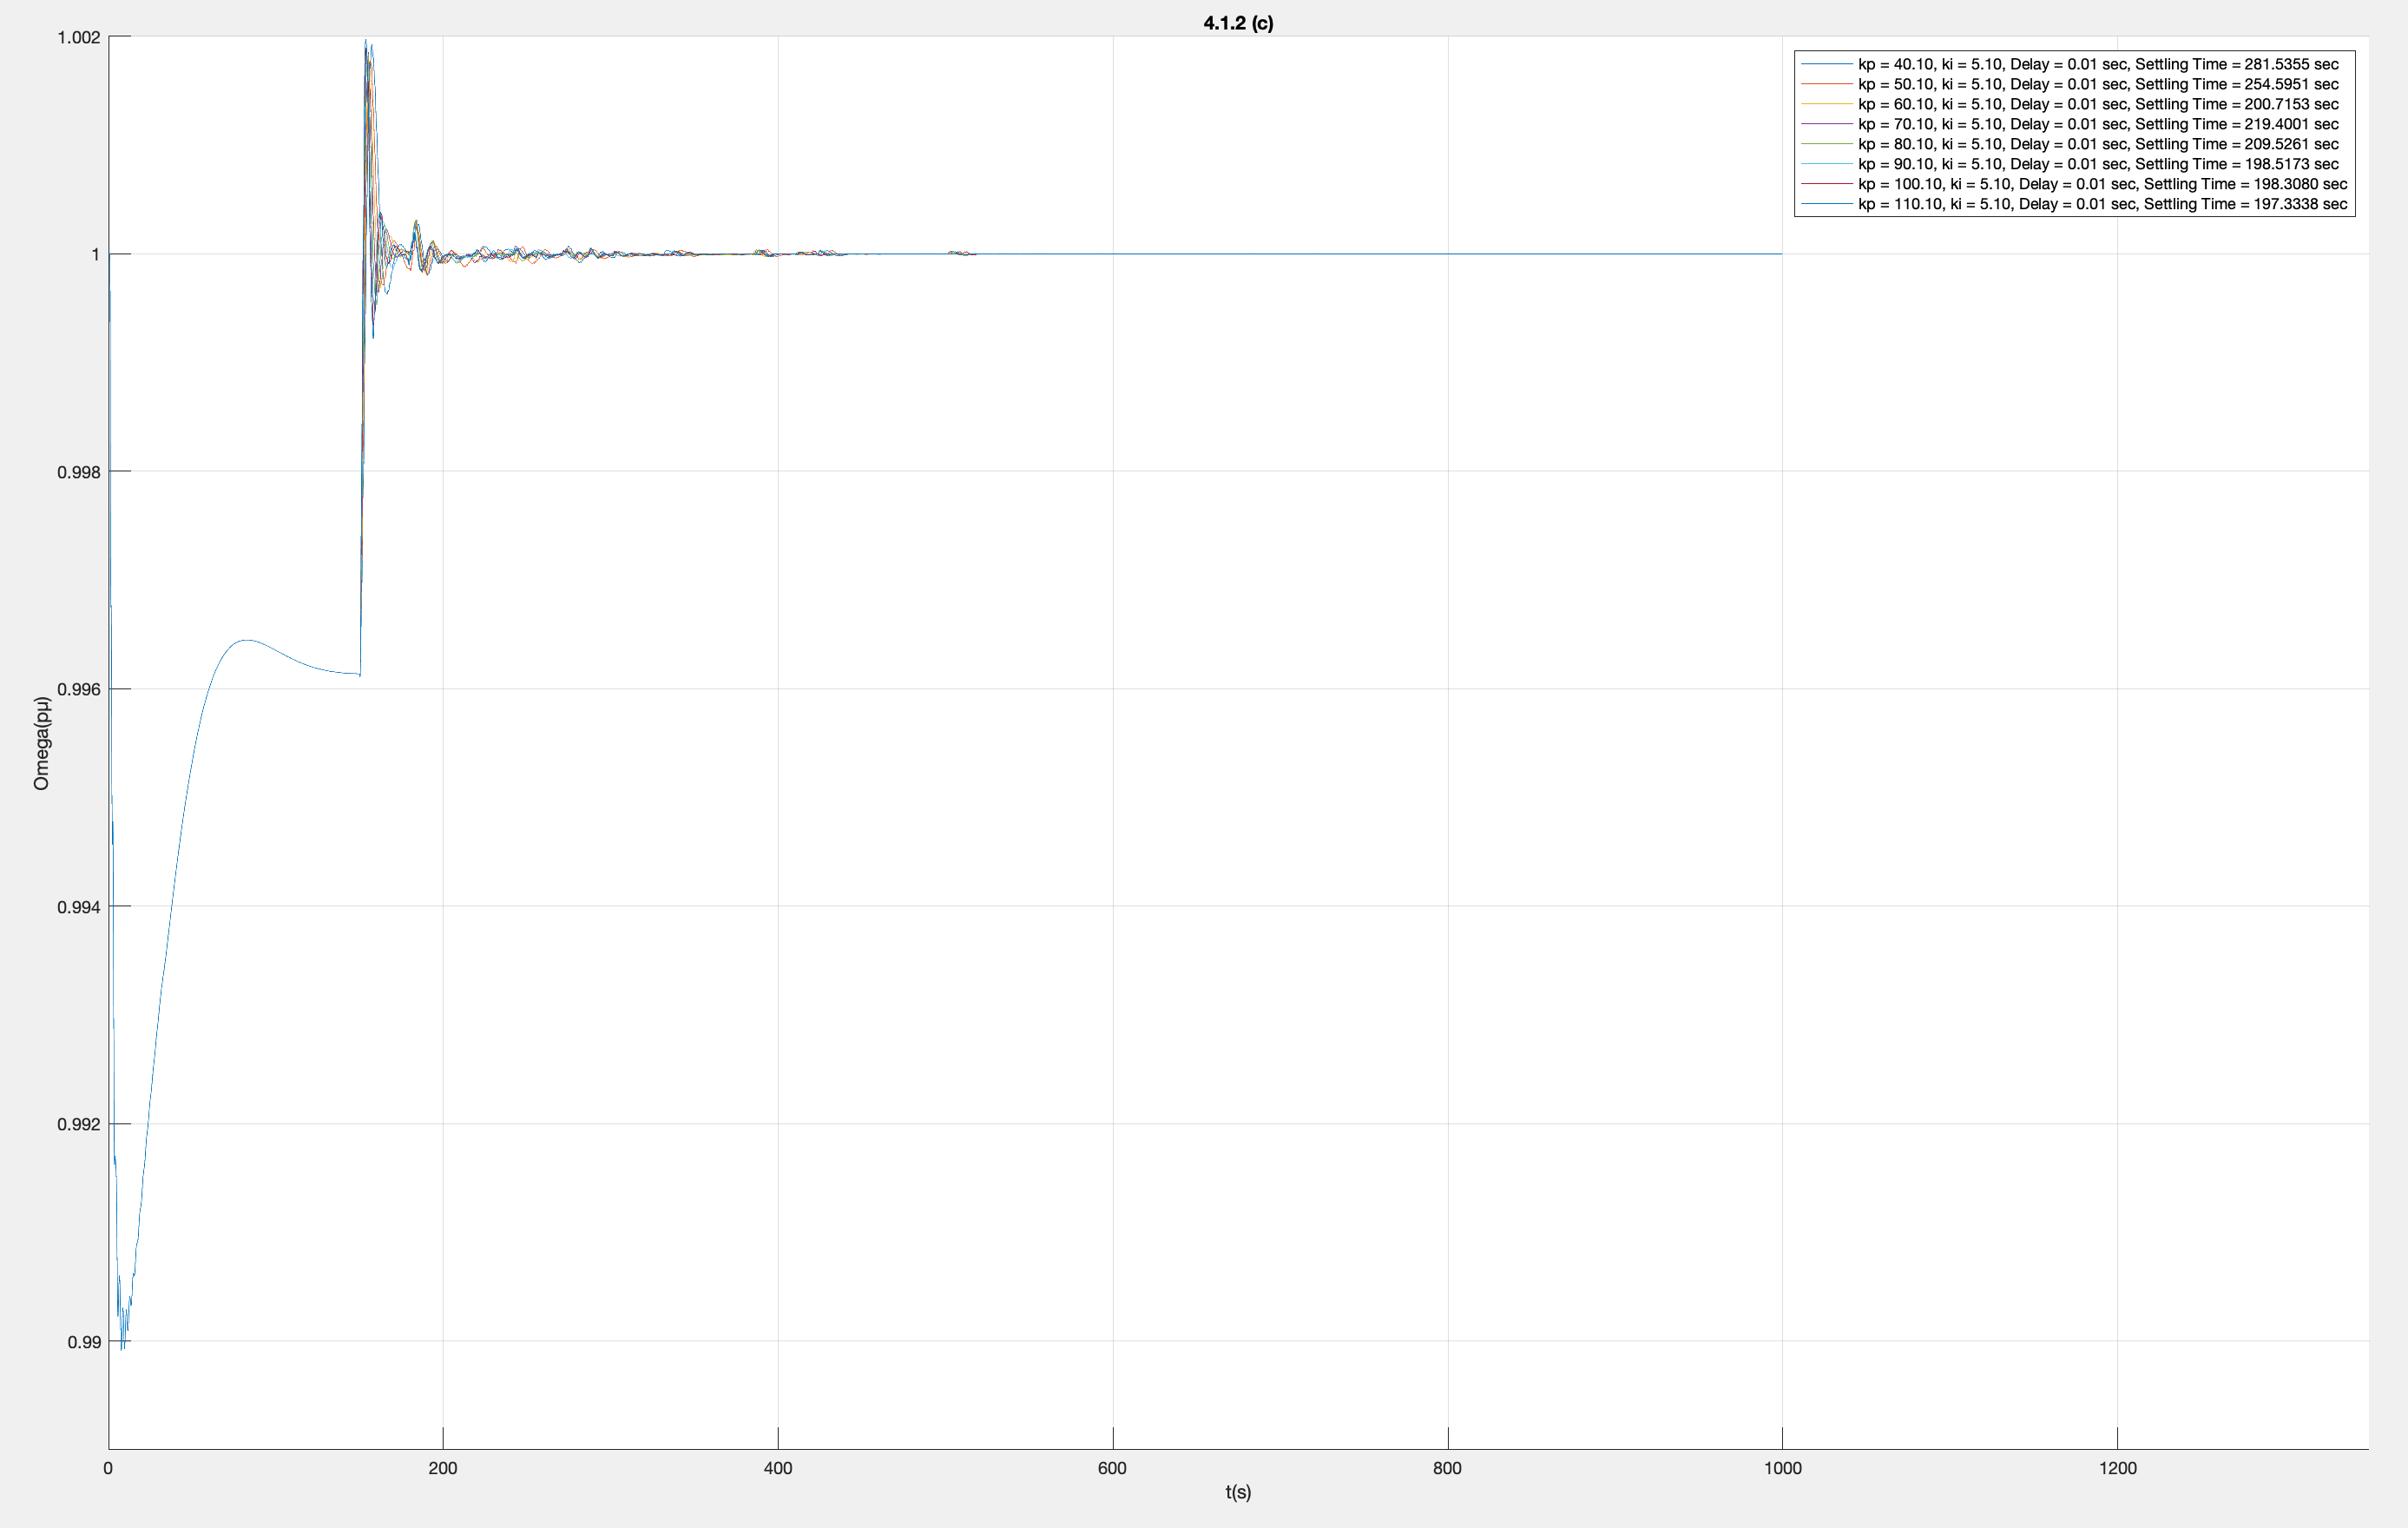 4.1.2 (c)
1.002
1
0.998
0.996
0.994
0.992
0.99
Omega(pμ)
kp = 40.10, ki = 5.10, Delay = 0.01 sec, Settling Time = 281.5355 sec
kp = 50.10, ki = 5.10, Delay = 0.01 sec, Settling Time = 254.5951 sec
kp = 60.10, ki = 5.10, Delay = 0.01 sec, Settling Time = 200.7153 sec
kp = 70.10, ki = 5.10, Delay = 0.01 sec, Settling Time = 219.4001 sec
kp = 80.10, ki = 5.10, Delay = 0.01 sec, Settling Time = 209.5261 sec
kp = 90.10, ki = 5.10, Delay = 0.01 sec, Settling Time = 198.5173 sec
kp = 100.10, ki = 5.10, Delay = 0.01 sec, Settling Time = 198.3080 sec
kp = 110.10, ki = 5.10, Delay = 0.01 sec, Settling Time = 197.3338 sec
0 200 400 600 800 1000 1200
t(s)